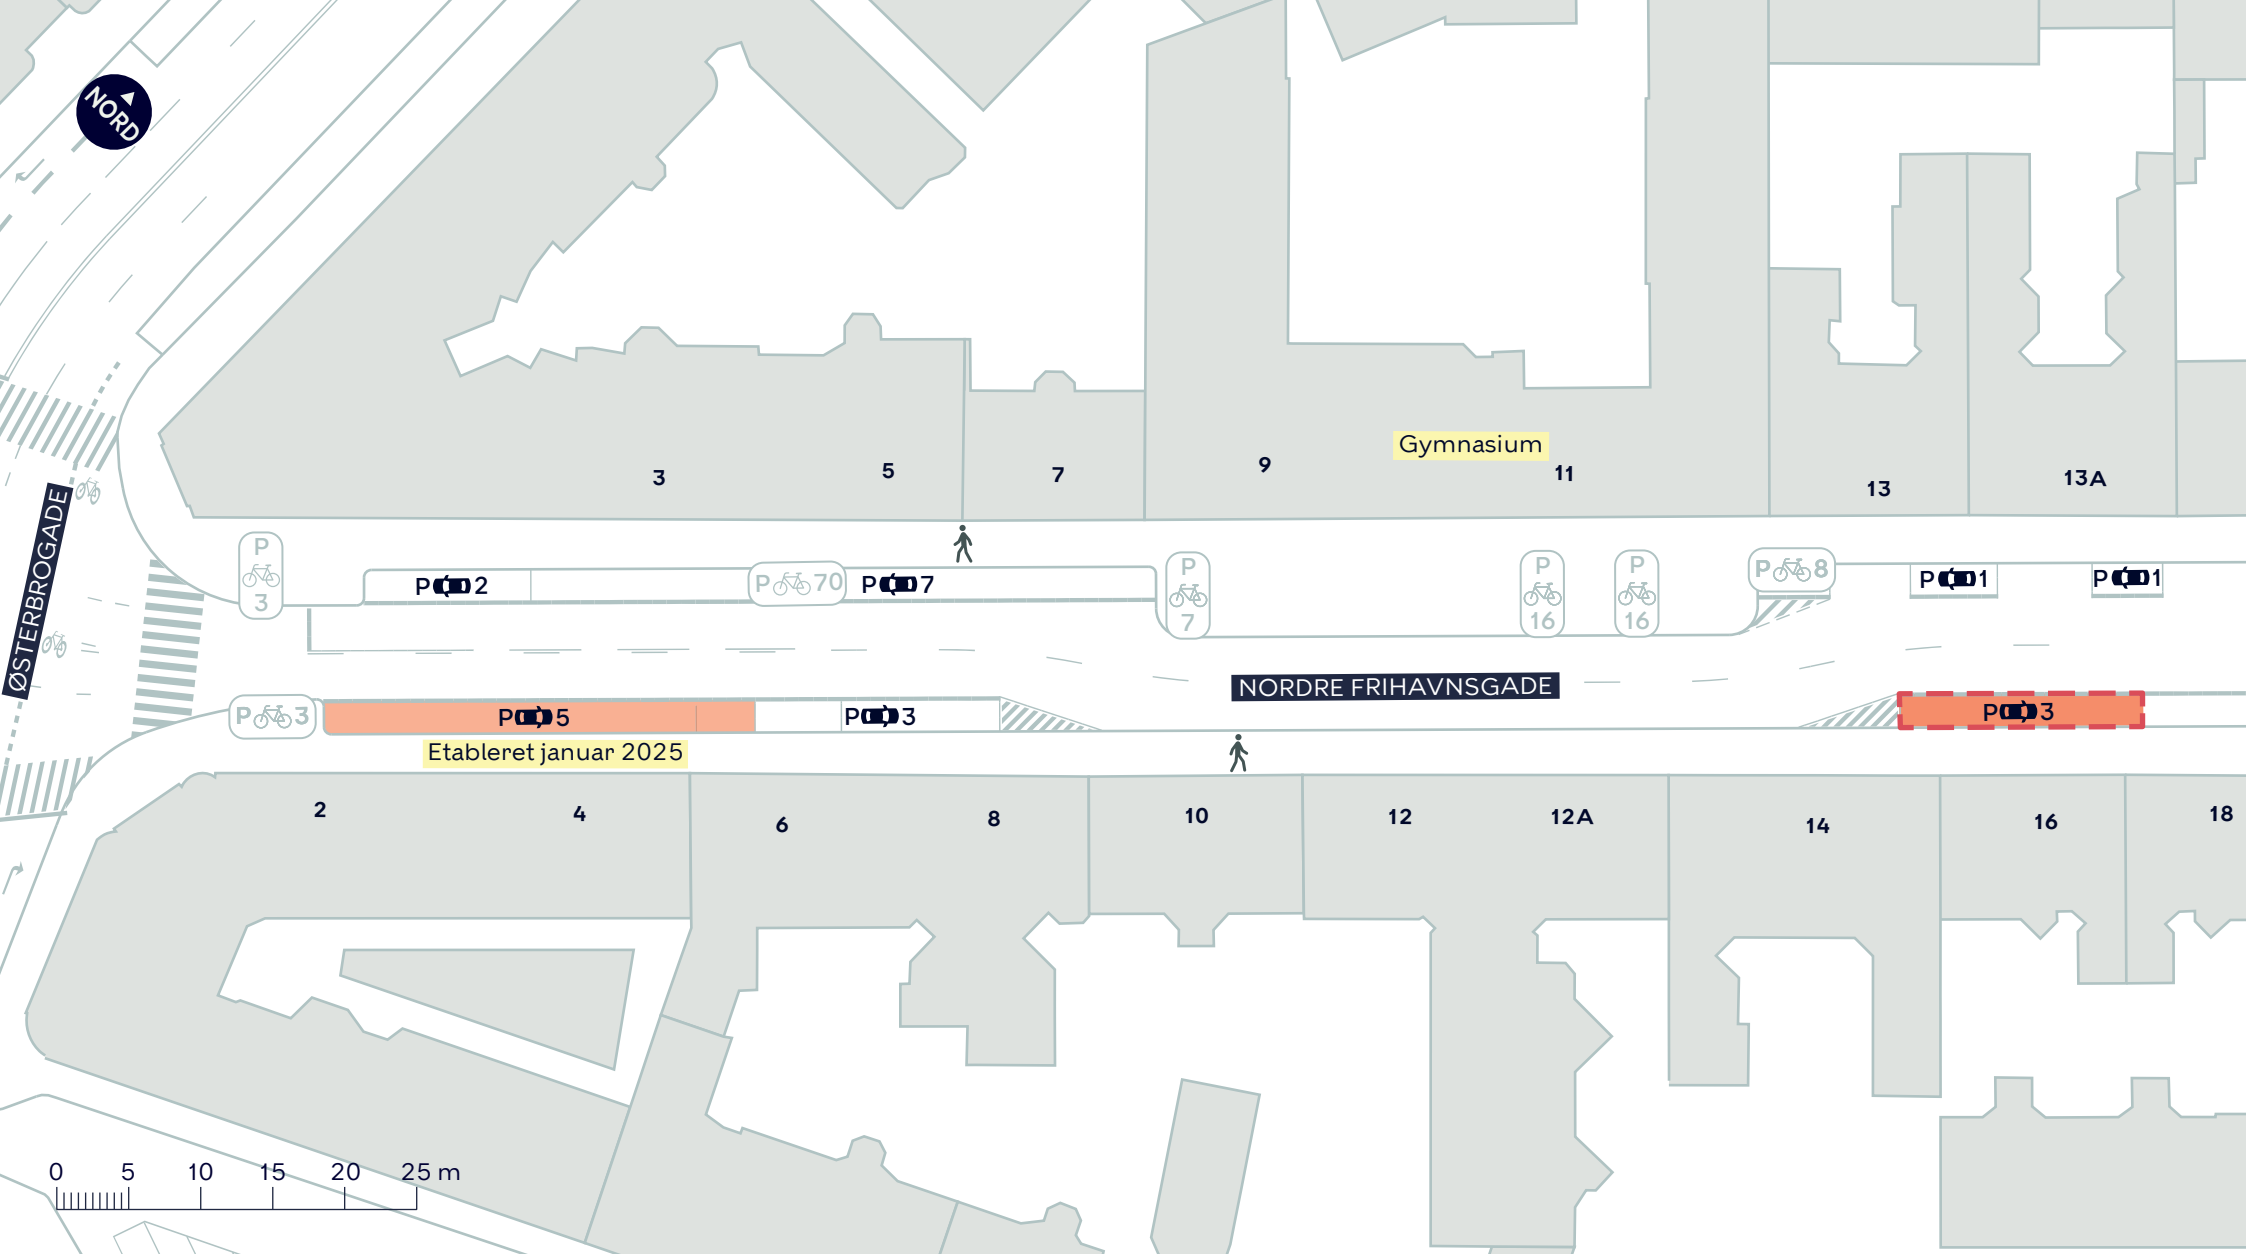 NORD
Gymnasium
3
5
7
9
11
13
13A
ØSTERBROGADE
P
3
P 2
P 70
P 7
P
7
P
16
P
16
P 8
P 1
P 1
NORDRE FRIHAVNSGADE
P 3
P 5
P 3
P 3
Etableret januar 2025
2
4
6
8
10
12
12A
14
16
18
0 5 10 15 20 25 m